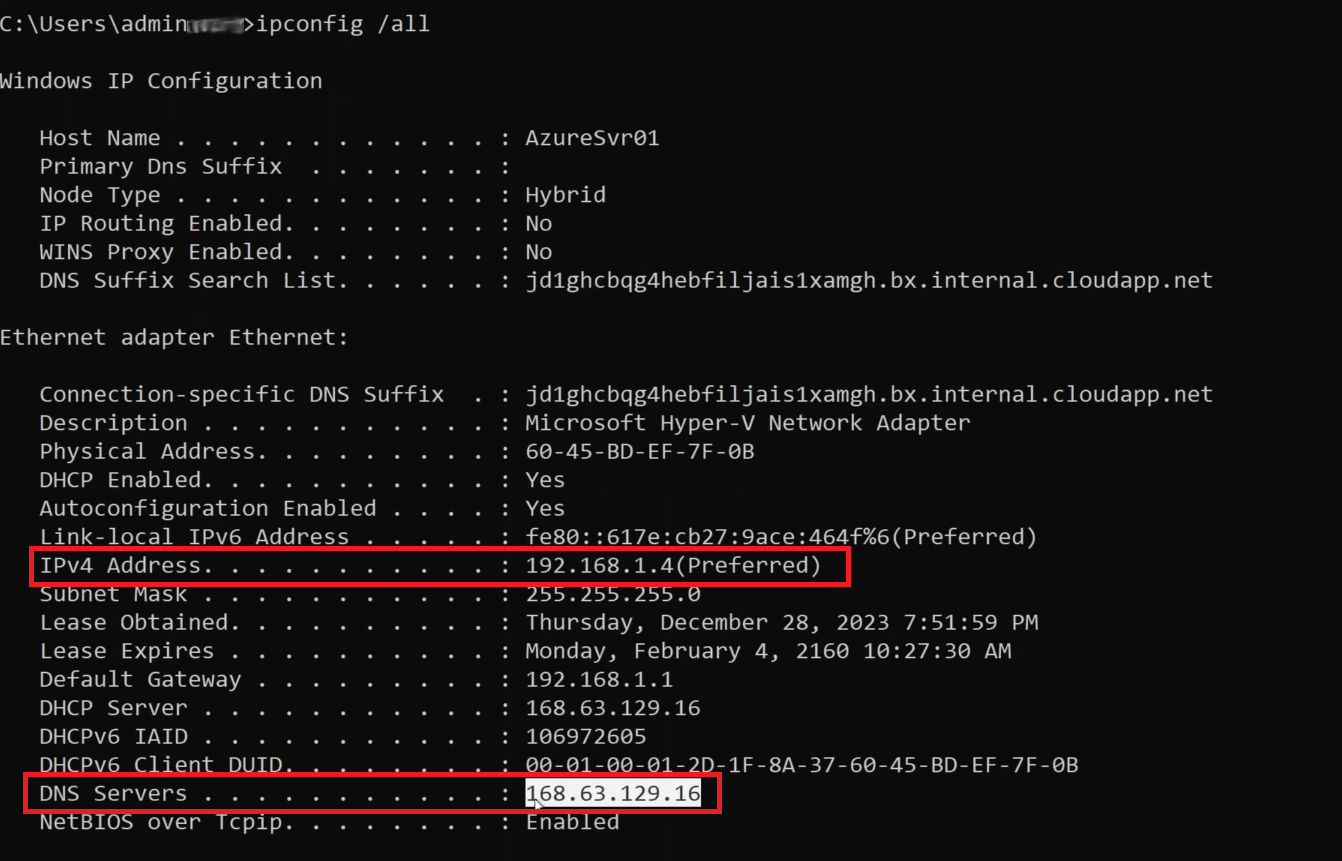 C:\Users\admin>ipconfig /all
Windows IP Configuration
Host Name . . . . . . . . . . . . : AzureSvr01
Primary Dns Suffix  . . . . . . . :
Node Type . . . . . . . . . . . . : Hybrid
IP Routing Enabled. . . . . . . . : No
WINS Proxy Enabled. . . . . . . . : No
DNS Suffix Search List. . . . . . : jd1ghcbqg4hebfiljais1xamgh.bx.internal.cloudapp.net
Ethernet adapter Ethernet:
Connection-specific DNS Suffix  . : jd1ghcbqg4hebfiljais1xamgh.bx.internal.cloudapp.net
Description . . . . . . . . . . . : Microsoft Hyper-V Network Adapter
Physical Address. . . . . . . . . : 60-45-BD-EF-7F-0B
DHCP Enabled. . . . . . . . . . . : Yes
Autoconfiguration Enabled . . . . : Yes
Link-local IPv6 Address . . . . . : fe80::617e:cb27:9ace:464f%6(Preferred)
IPv4 Address. . . . . . . . . . . : 192.168.1.4(Preferred)
Subnet Mask . . . . . . . . . . . : 255.255.255.0
Lease Obtained. . . . . . . . . . : Thursday, December 28, 2023 7:51:59 PM
Lease Expires . . . . . . . . . . : Monday, February 4, 2160 10:27:30 AM
Default Gateway . . . . . . . . . : 192.168.1.1
DHCP Server . . . . . . . . . . . : 168.63.129.16
DHCPv6 IAID . . . . . . . . . . . : 106972605
DHCPv6 Client DUID. . . . . . . . : 00-01-00-01-2D-1F-8A-37-60-45-BD-EF-7F-0B
DNS Servers . . . . . . . . . . . : 168.63.129.16
NetBIOS over Tcpip. . . . . . . . : Enabled